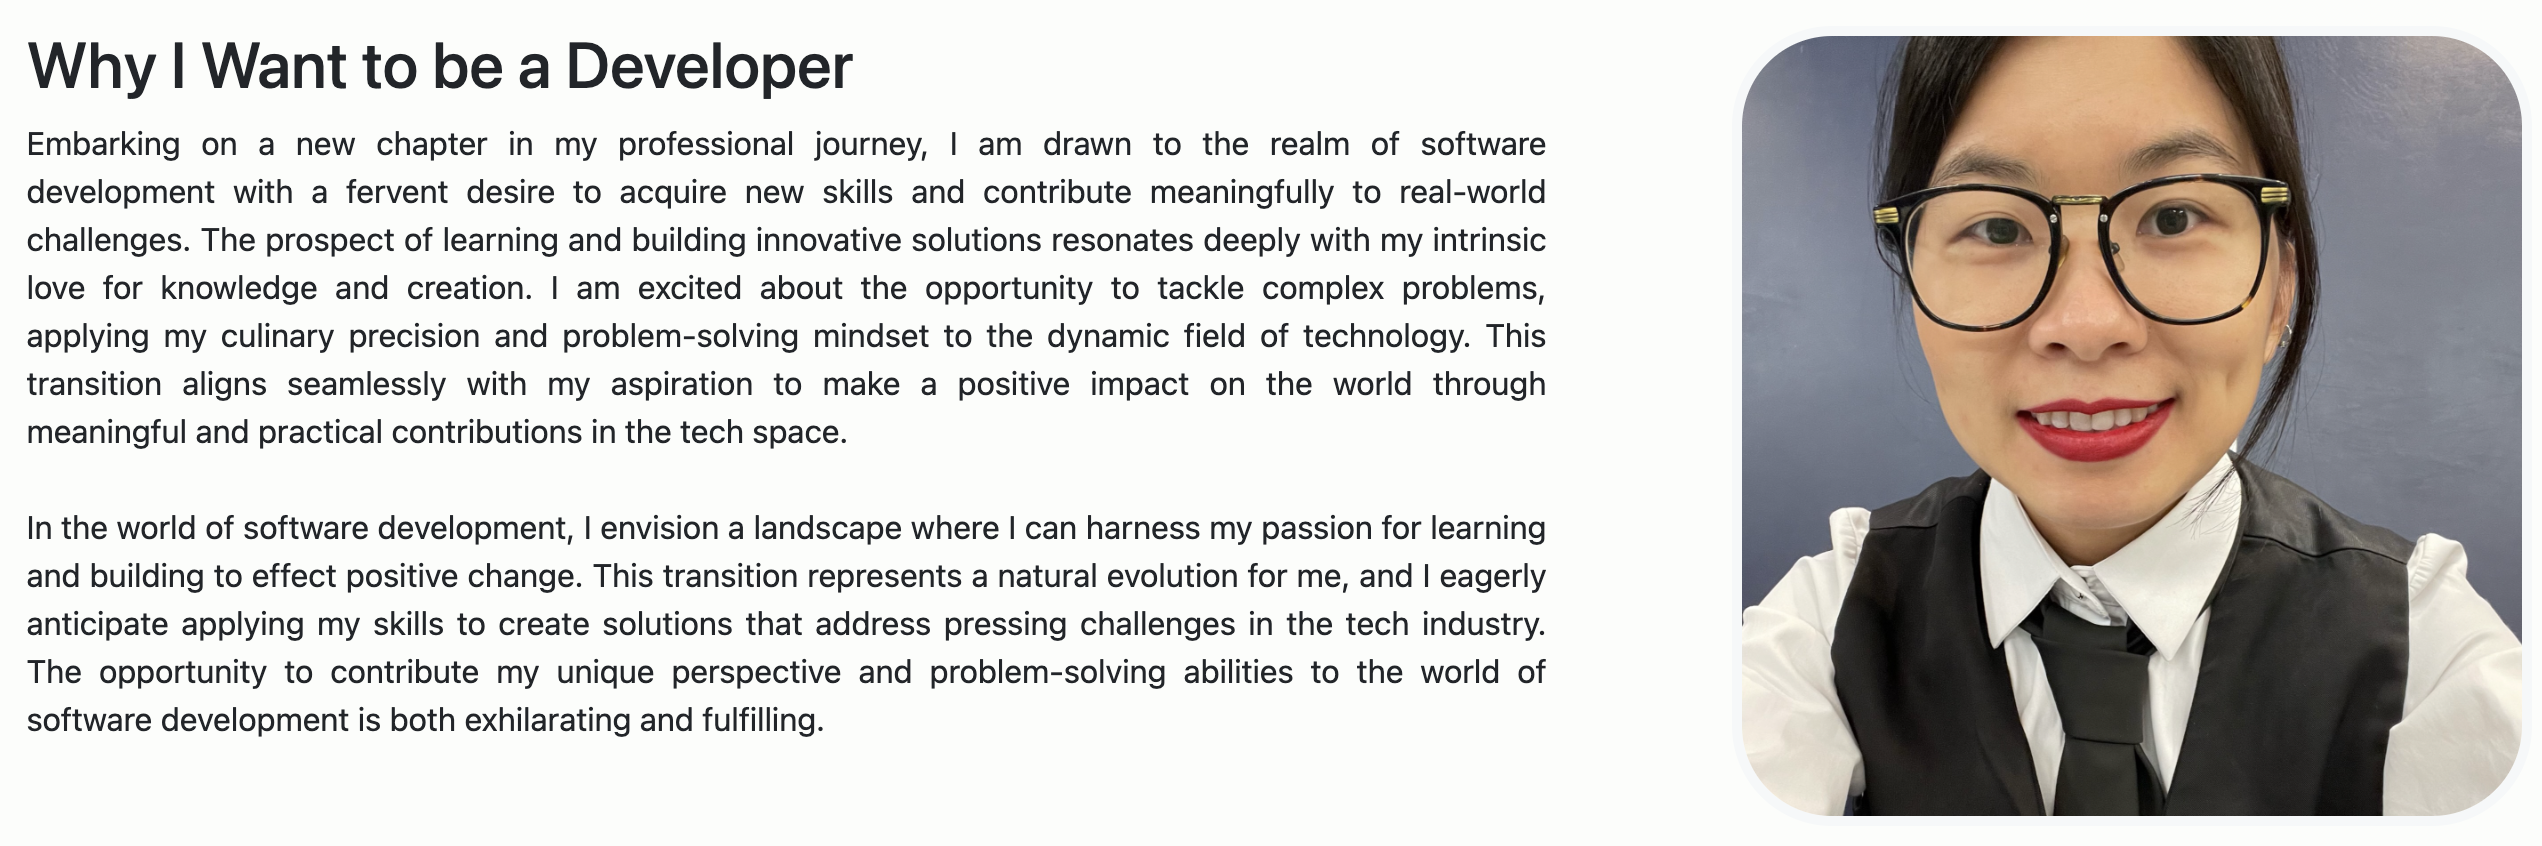 Why I Want to be a Developer
Embarking on a new chapter in my professional journey, I am drawn to the realm of software
development with a fervent desire to acquire new skills and contribute meaningfully to real-world
challenges. The prospect of learning and building innovative solutions resonates deeply with my intrinsic
love for knowledge and creation. I am excited about the opportunity to tackle complex problems,
applying my culinary precision and problem-solving mindset to the dynamic field of technology. This
transition aligns seamlessly with my aspiration to make a positive impact on the world through
meaningful and practical contributions in the tech space.
In the world of software development, I envision a landscape where I can harness my passion for learning
and building to effect positive change. This transition represents a natural evolution for me, and I eagerly
anticipate applying my skills to create solutions that address pressing challenges in the tech industry.
The opportunity to contribute my unique perspective and problem-solving abilities to the world of
software development is both exhilarating and fulfilling.